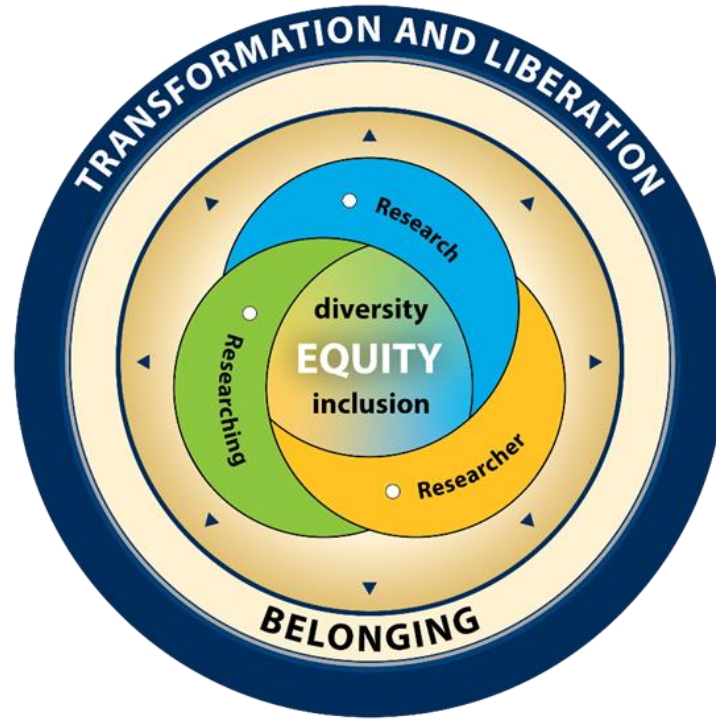 TRANSFORMATION AND LIBERATION
Research
diversity
EQUITY
inclusion
Researching
Researcher
BELONGING